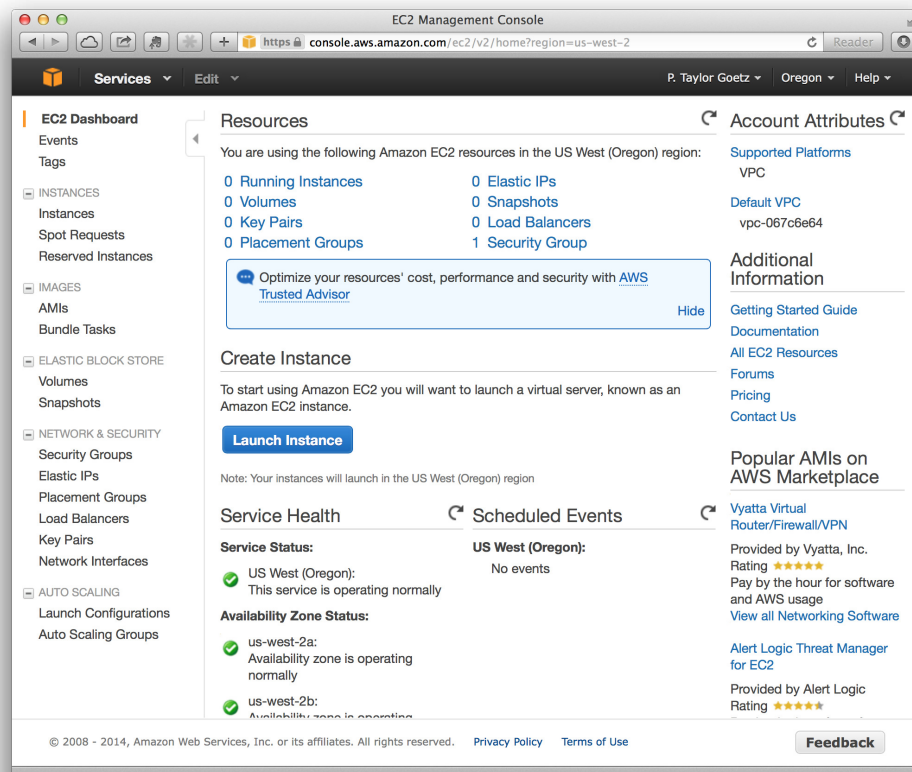 EC2 Management Console
https console.aws.amazon.com/ec2/v2/home?region=us-west-2
Reader
Services
Edit
P. Taylor Goetz
Oregon
Help
EC2 Dashboard
Events
Tags
INSTANCES
Instances
Spot Requests
Reserved Instances
IMAGES
AMIs
Bundle Tasks
ELASTIC BLOCK STORE
Volumes
Snapshots
NETWORK & SECURITY
Security Groups
Elastic IPs
Placement Groups
Load Balancers
Key Pairs
Network Interfaces
AUTO SCALING
Launch Configurations
Auto Scaling Groups
Resources
You are using the following Amazon EC2 resources in the US West (Oregon) region:
0 Running Instances
0 Elastic IPs
0 Volumes
0 Snapshots
0 Key Pairs
0 Load Balancers
0 Placement Groups
1 Security Group
Optimize your resources' cost, performance and security with AWS
Trusted Advisor
Hide
Create Instance
To start using Amazon EC2 you will want to launch a virtual server, known as an
Amazon EC2 instance.
Launch Instance
Note: Your instances will launch in the US West (Oregon) region
Service Health
Service Status:
US West (Oregon):
This service is operating normally
Availability Zone Status:
us-west-2a:
Availability zone is operating
normally
us-west-2b:
Availability zone is operating
Scheduled Events
US West (Oregon):
No events
Account Attributes
Supported Platforms
VPC
Default VPC
vpc-067c6e64
Additional
Information
Getting Started Guide
Documentation
All EC2 Resources
Forums
Pricing
Contact Us
Popular AMIs on
AWS Marketplace
Vyatta Virtual
Router/Firewall/VPN
Provided by Vyatta, Inc.
Rating
Pay by the hour for software
and AWS usage
View all Networking Software
Alert Logic Threat Manager
for EC2
Provided by Alert Logic
Rating
© 2008 - 2014, Amazon Web Services, Inc. or its affiliates. All rights reserved.
Privacy Policy
Terms of Use
Feedback